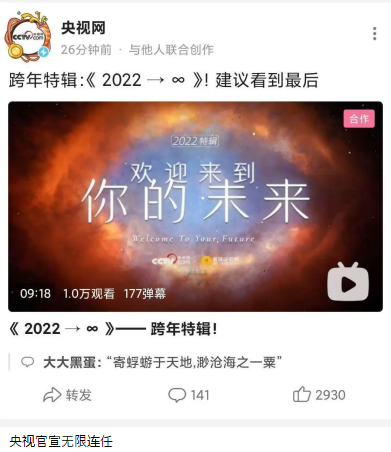 央视网
26分钟前 · 与他人联合创作
跨年特辑:《 2022 → ∞ 》! 建议看到最后
合作
2022特辑
欢迎来到
你的未来
Welcome To Your Future
09:18 1.0万观看 177弹幕
《 2022 → ∞ 》—— 跨年特辑!
大大黑蛋: “寄蜉蝣于天地,渺沧海之一粟”
转发 141 2930
央视官宣无限连任